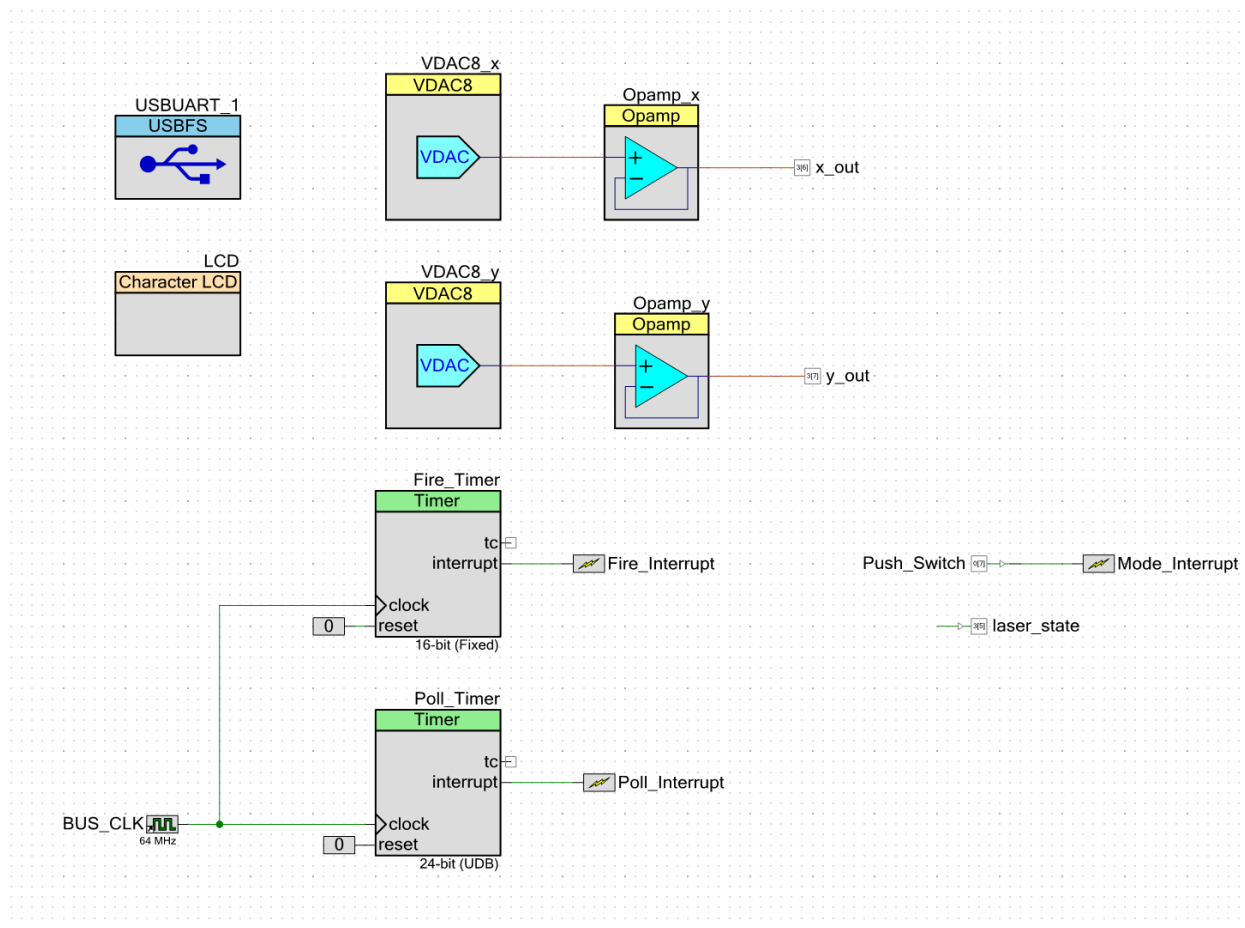 USBUART_1
USBFS
VDAC8_x
VDAC8
VDAC
Opamp_x
Opamp
+
−
3[6] x_out
LCD
Character LCD
VDAC8_y
VDAC8
VDAC
Opamp_y
Opamp
+
−
3[7] y_out
Fire_Timer
Timer
tc
interrupt
Fire_Interrupt
clock
0 reset
16-bit (Fixed)
Push_Switch 0[7]
Mode_Interrupt
3[5] laser_state
Poll_Timer
Timer
tc
interrupt
Poll_Interrupt
BUS_CLK
64 MHz
clock
0 reset
24-bit (UDB)